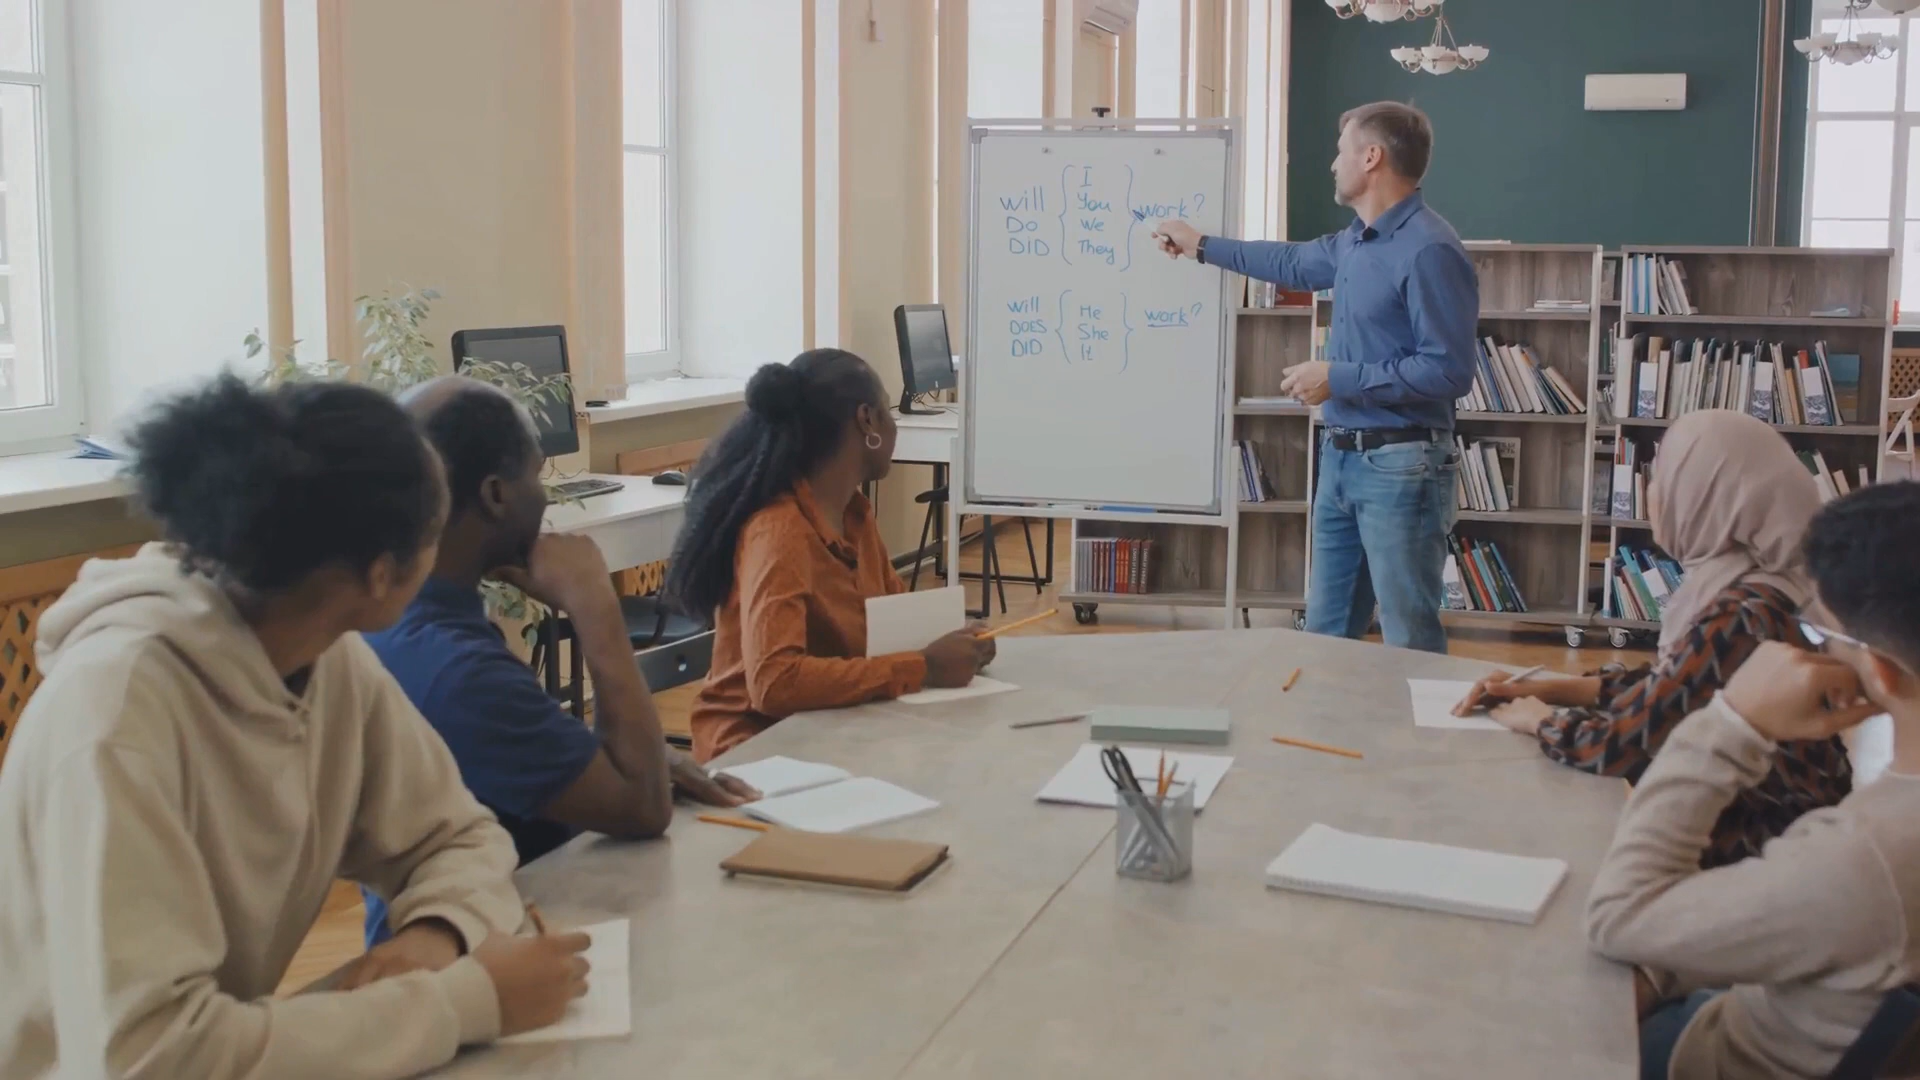 I
Will You work?
Do We
DID They
Will He work?
DOES She
DID It